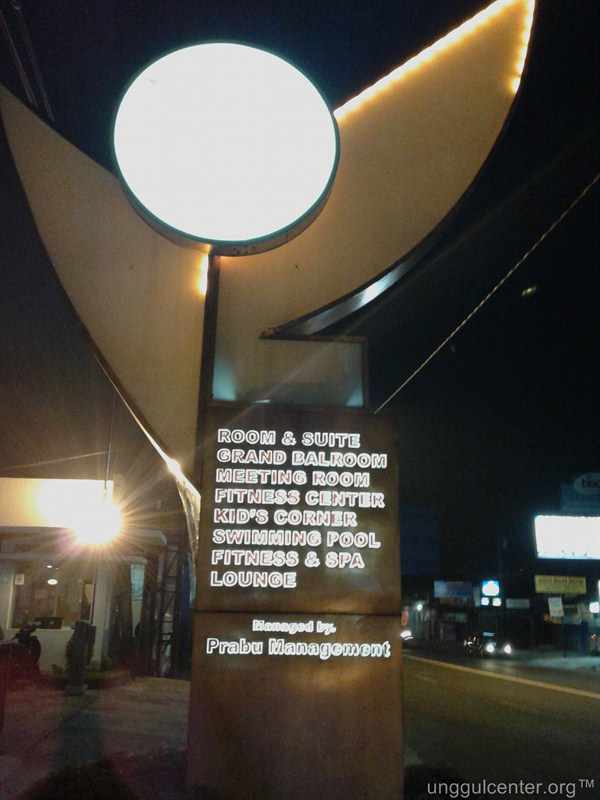 ROOM & SUITE
GRAND BALROOM
MEETING ROOM
FITNESS CENTER
KID'S CORNER
SWIMMING POOL
FITNESS & SPA
LOUNGE
Managed by,
Prabu Management
unggulcenter.org™